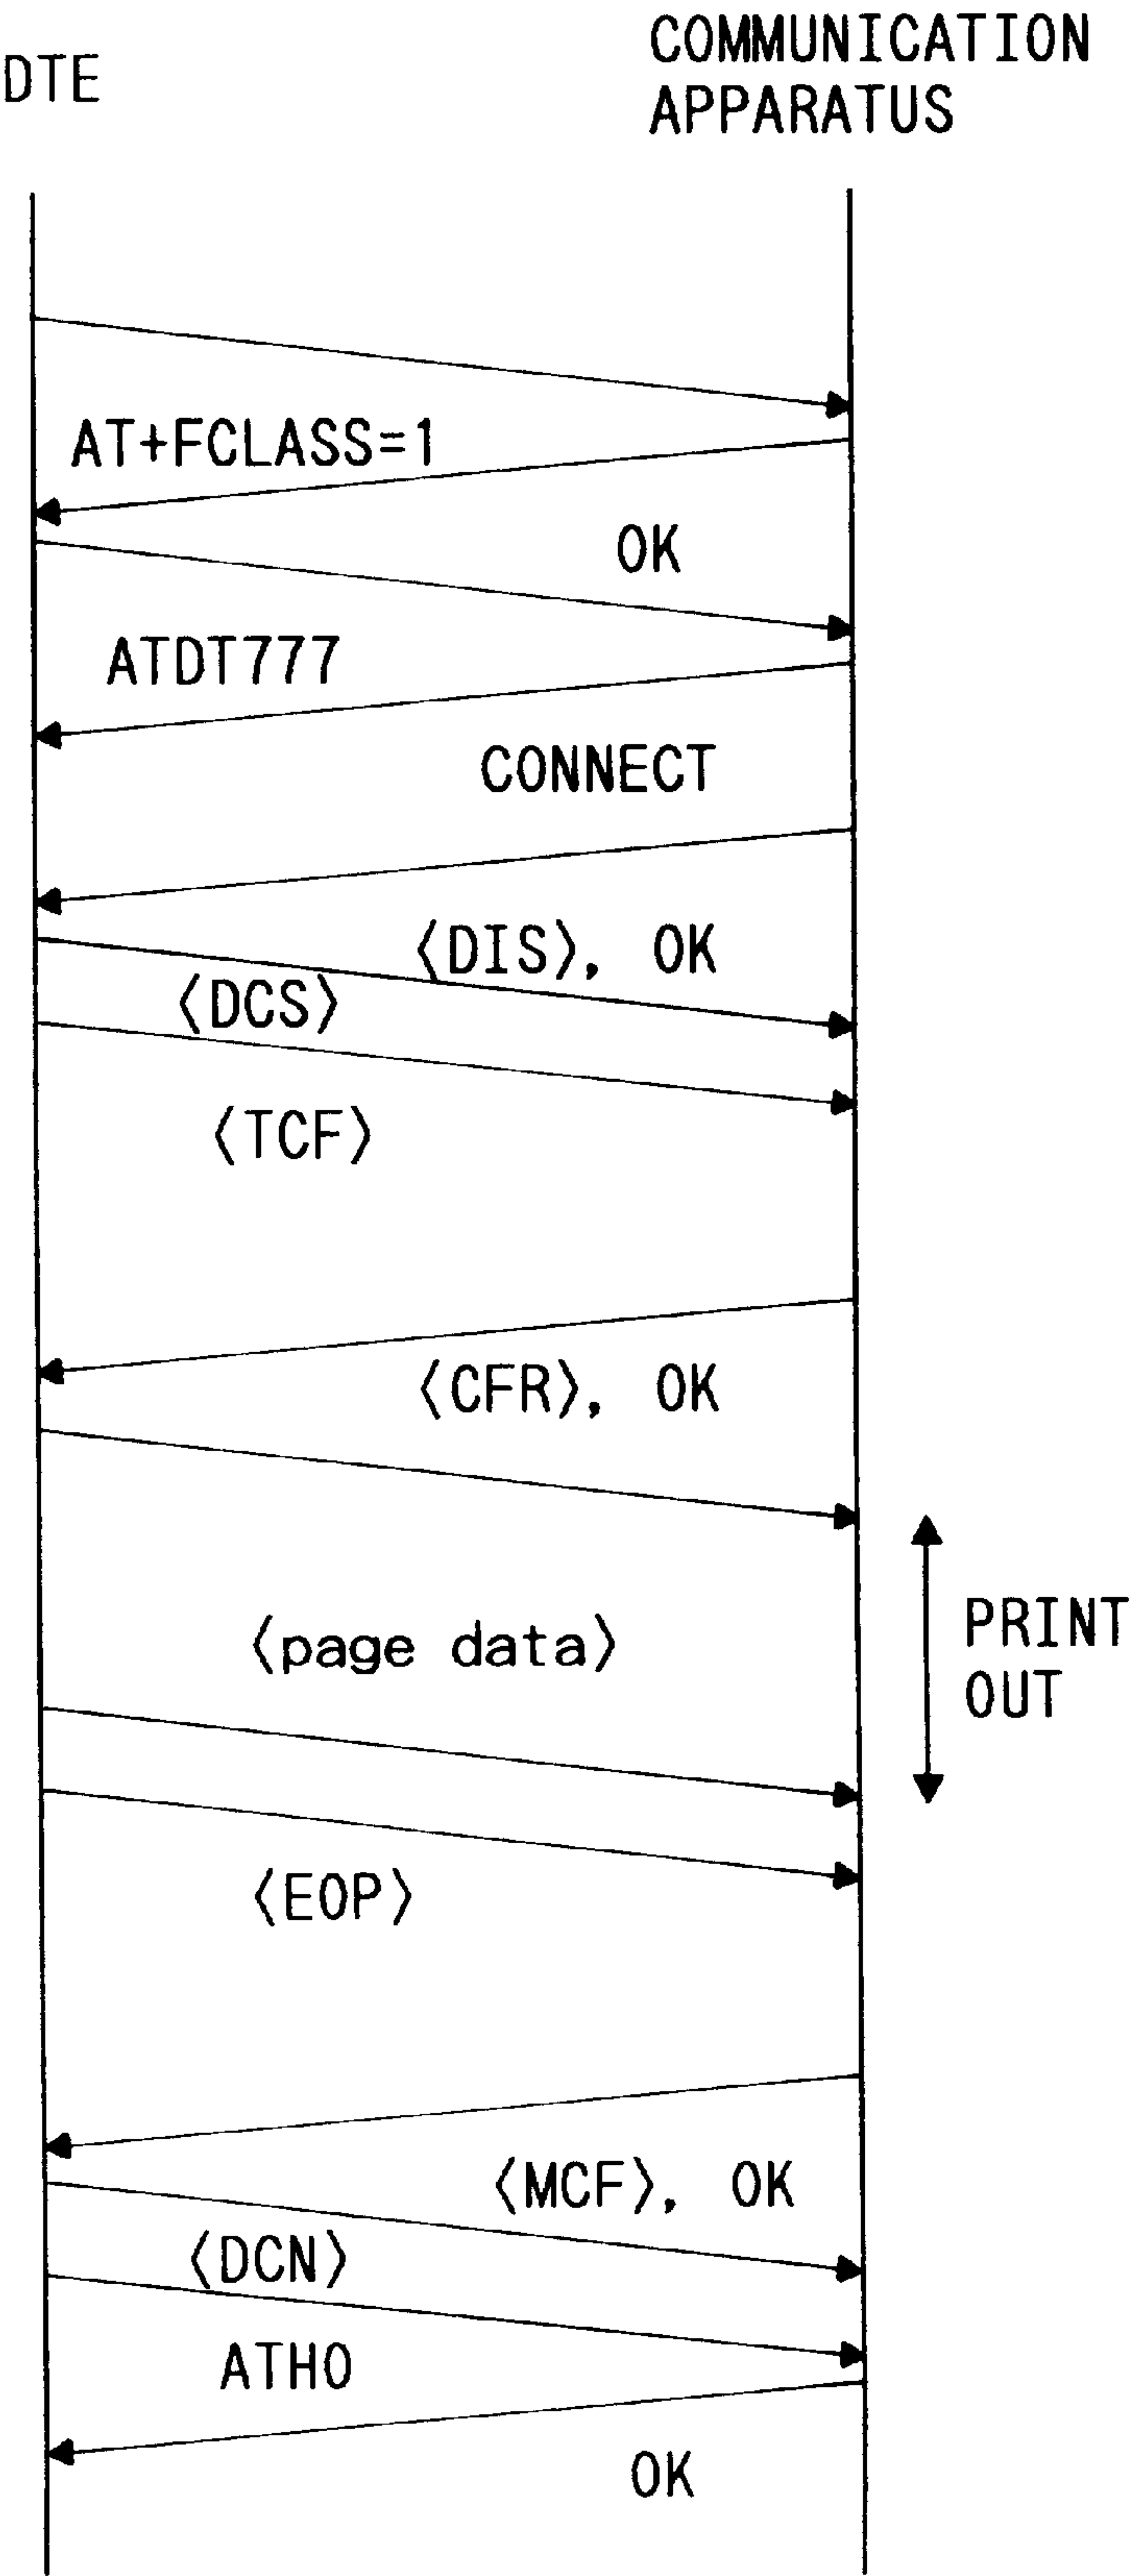 DTE
COMMUNICATION
APPARATUS
AT+FCLASS=1
OK
ATDT777
CONNECT
〈DIS〉, OK
〈DCS〉
〈TCF〉
〈CFR〉, OK
〈page data〉
PRINT
OUT
〈EOP〉
〈MCF〉, OK
〈DCN〉
ATH0
OK